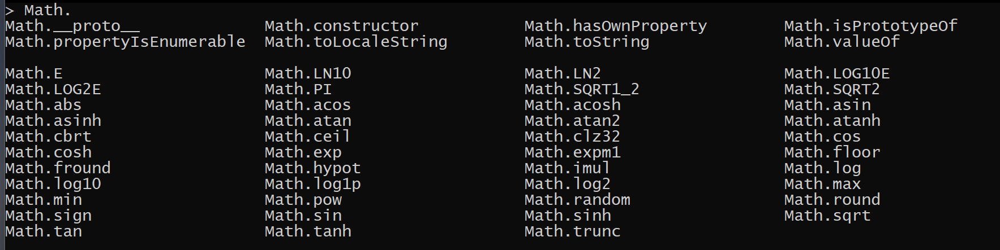 > Math.
Math.__proto__ Math.constructor Math.hasOwnProperty Math.isPrototypeOf
Math.propertyIsEnumerable Math.toLocaleString Math.toString Math.valueOf
Math.E Math.LN10 Math.LN2 Math.LOG10E
Math.LOG2E Math.PI Math.SQRT1_2 Math.SQRT2
Math.abs Math.acos Math.acosh Math.asin
Math.asinh Math.atan Math.atan2 Math.atanh
Math.cbrt Math.ceil Math.clz32 Math.cos
Math.cosh Math.exp Math.expm1 Math.floor
Math.fround Math.hypot Math.imul Math.log
Math.log10 Math.log1p Math.log2 Math.max
Math.min Math.pow Math.random Math.round
Math.sign Math.sin Math.sinh Math.sqrt
Math.tan Math.tanh Math.trunc